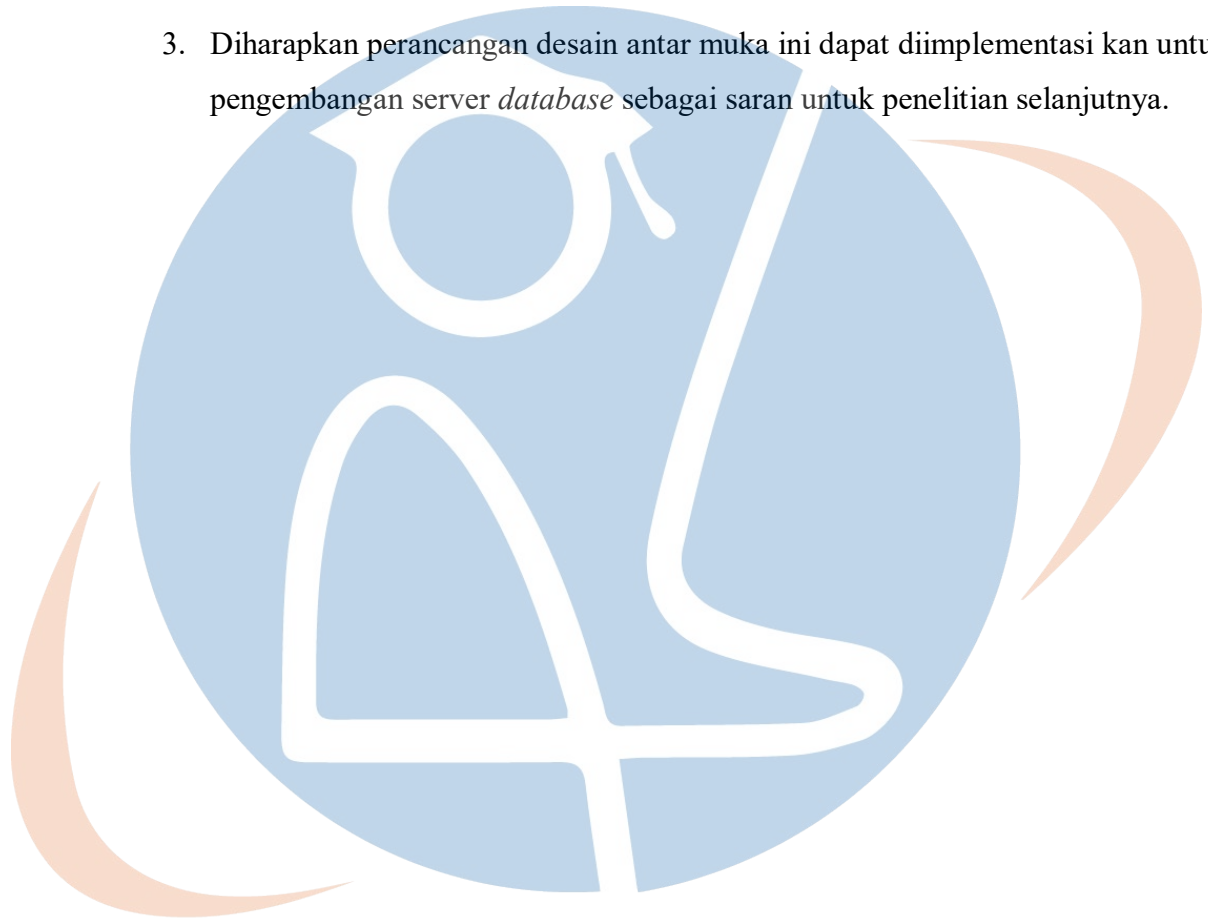 3. Diharapkan perancangan desain antar muka ini dapat diimplementasi kan untu
pengembangan server database sebagai saran untuk penelitian selanjutnya.